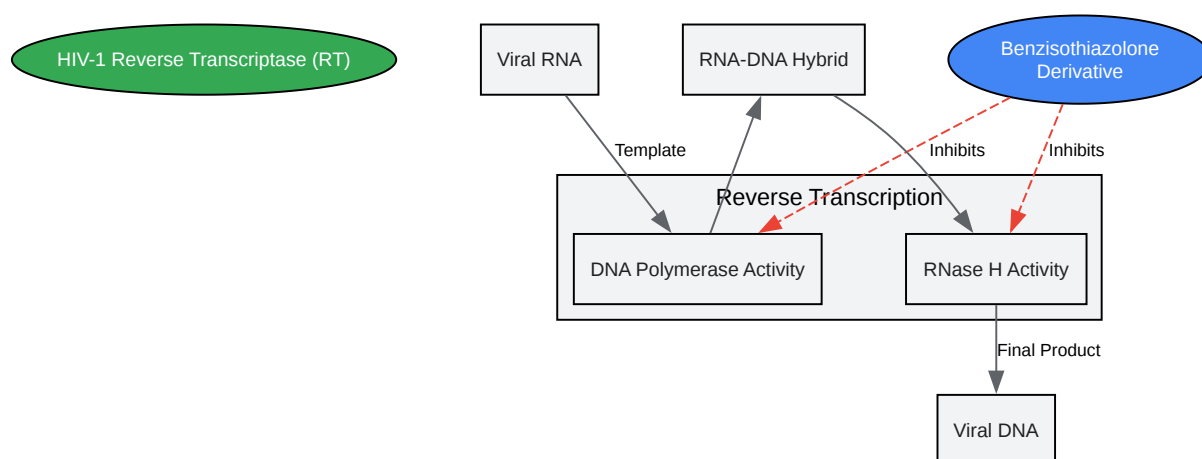 HIV-1 Reverse Transcriptase (RT)
Viral RNA
RNA-DNA Hybrid
Benzisothiazolone
Derivative
Template
Inhibits
Inhibits
Reverse Transcription
DNA Polymerase Activity
RNase H Activity
Final Product
Viral DNA